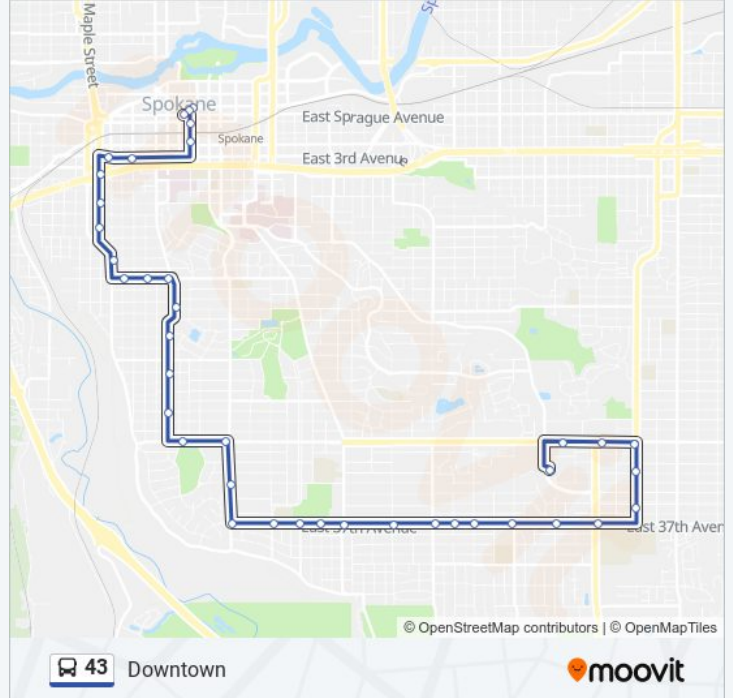 Sp
Maple Street
Spokane
East Sprague Avenue
Spokane
East 3rd Avenue
East 37th Avenue
East 37th Aven
© OpenStreetMap contributors | © OpenMapTiles
43 Downtown
moovit